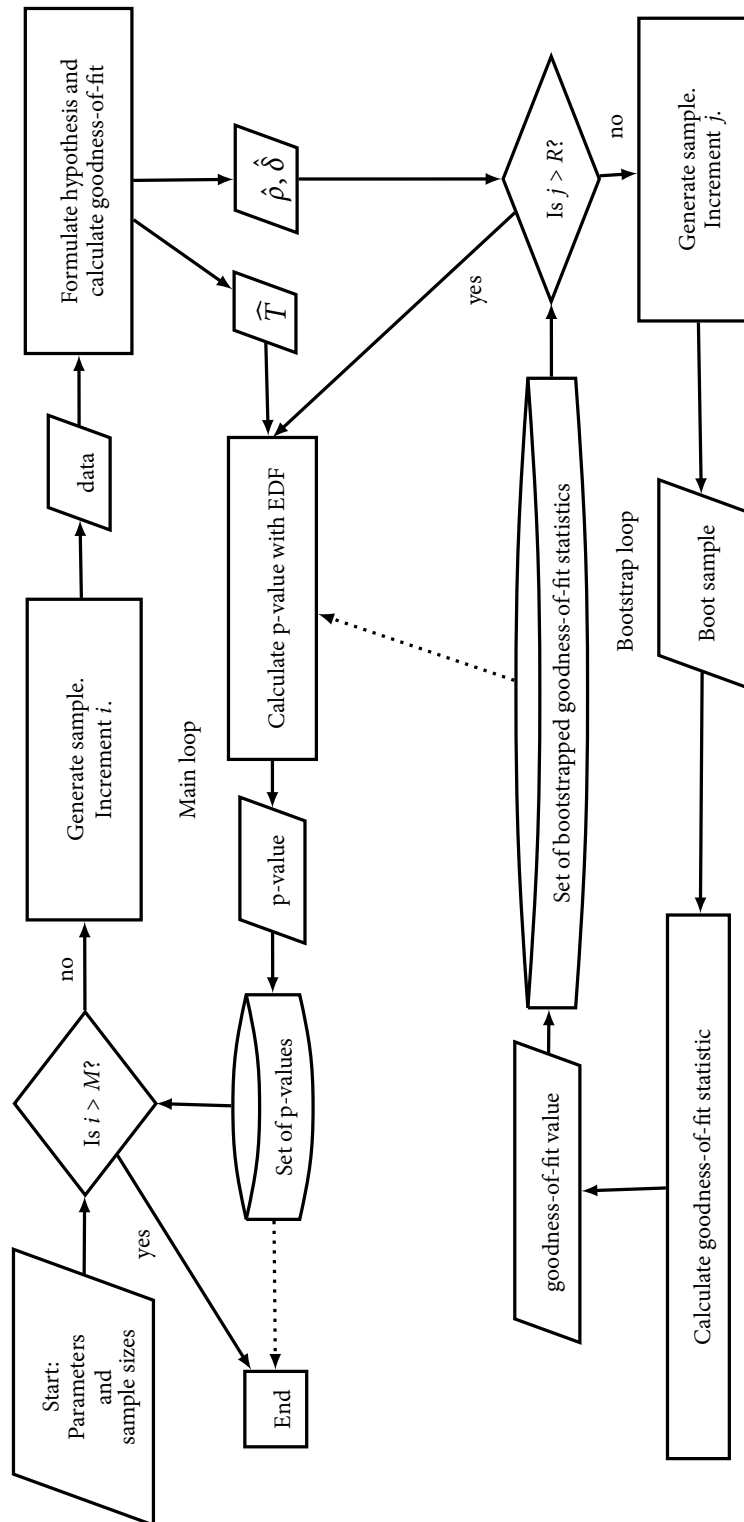 Start:
Parameters
and
sample sizes
Is i > M?
no
yes
Generate sample.
Increment i.
data
Formulate hypothesis and
calculate goodness-of-fit
End
Set of p-values
p-value
Main loop
Calculate p-value with EDF
T̂
ρ̂, δ̂
yes
goodness-of-fit value
Set of bootstrapped goodness-of-fit statistics
Is j > R?
no
Bootstrap loop
Calculate goodness-of-fit statistic
Boot sample
Generate sample.
Increment j.